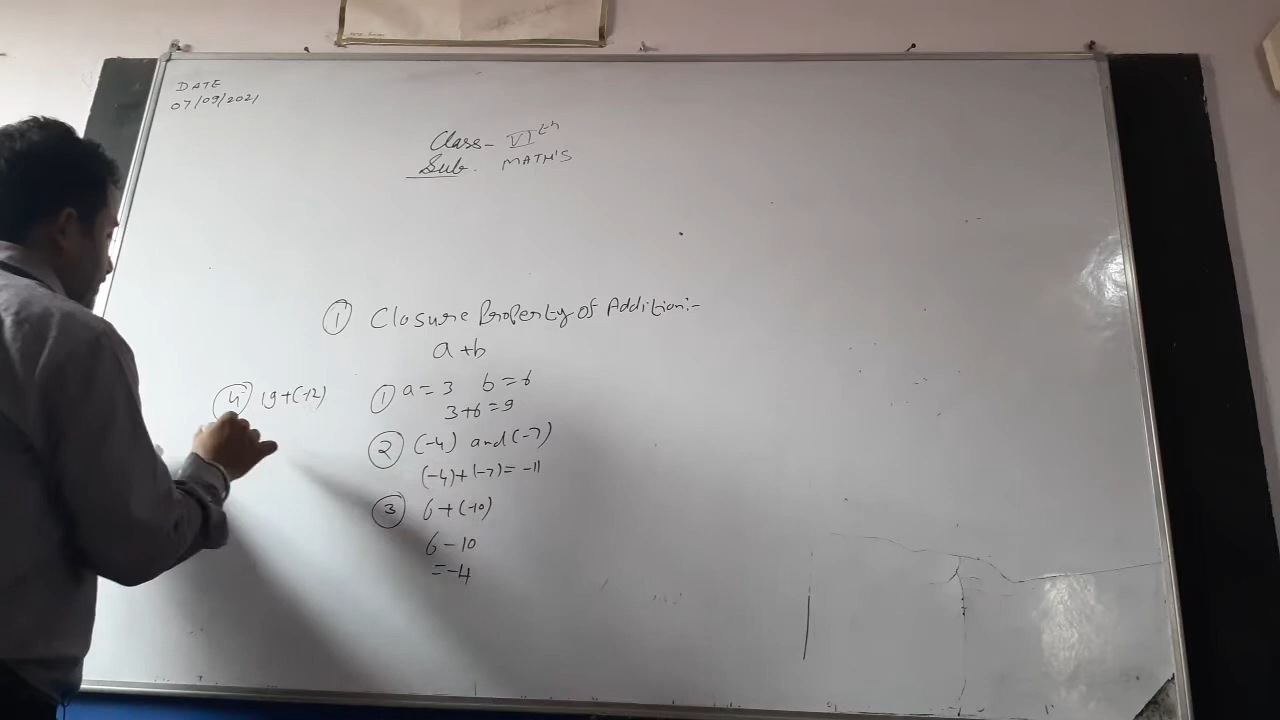 DATE
07/09/2021
Class- VIth
Sub. MATH'S
① Closure Property of Addition:-
a+b
① a=3 b=6
3+6=9
② (-4) and (-7)
(-4)+(-7)=-11
③ 6+(-10)
6-10
=-4
④ 19+(-12)